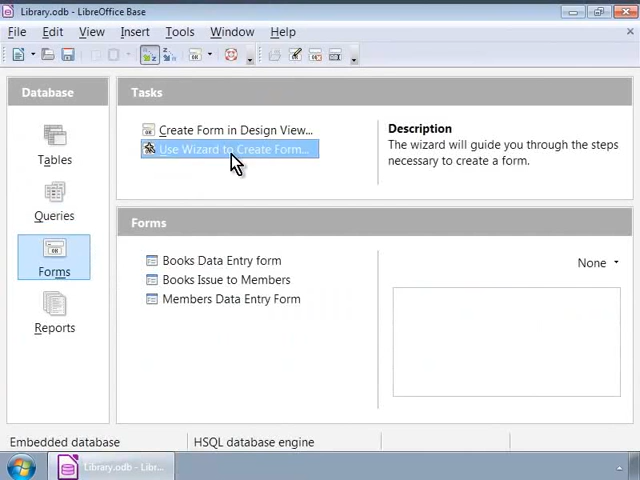 Library.odb - LibreOffice Base
File Edit View Insert Tools Window Help
Database
Tables
Queries
Forms
Reports
Tasks
Create Form in Design View...
Use Wizard to Create Form...
Description
The wizard will guide you through the steps
necessary to create a form.
Forms
Books Data Entry form
Books Issue to Members
Members Data Entry Form
None
Embedded database
HSQL database engine
Library.odb - Libr...